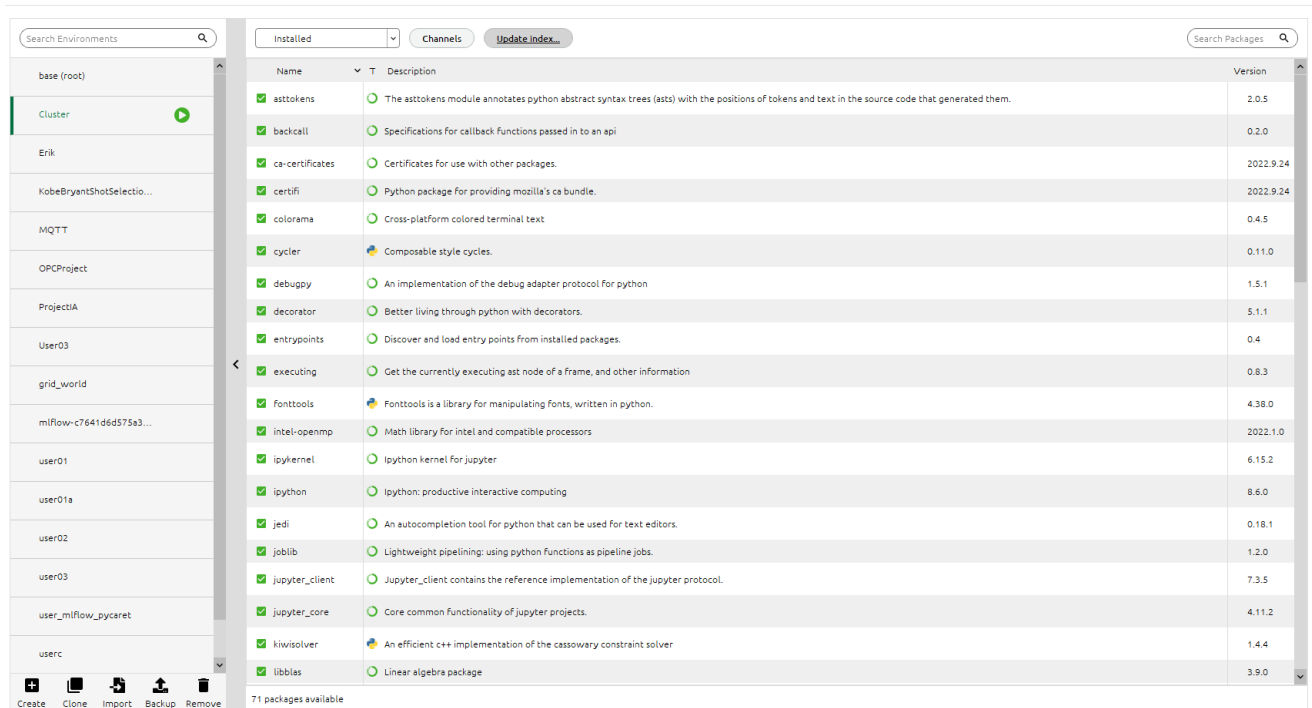 Search Environments
Installed
Channels
Update index...
Search Packages
base (root)
Cluster
Erik
KobeBryantShotSelectio...
MQTT
OPCProject
ProjectIA
User03
grid_world
mlflow-c7641d6d575a3...
user01
user01a
user02
user03
user_mlflow_pycaret
userc
Create Clone Import Backup Remove
Name T Description Version
asttokens The asttokens module annotates python abstract syntax trees (asts) with the positions of tokens and text in the source code that generated them. 2.0.5
backcall Specifications for callback functions passed in to an api 0.2.0
ca-certificates Certificates for use with other packages. 2022.9.24
certifi Python package for providing mozilla's ca bundle. 2022.9.24
colorama Cross-platform colored terminal text 0.4.5
cycler Composable style cycles. 0.11.0
debugpy An implementation of the debug adapter protocol for python 1.5.1
decorator Better living through python with decorators. 5.1.1
entrypoints Discover and load entry points from installed packages. 0.4
executing Get the currently executing ast node of a frame, and other information 0.8.3
fonttools Fonttools is a library for manipulating fonts, written in python. 4.38.0
intel-openmp Math library for intel and compatible processors 2022.1.0
ipykernel Ipython kernel for jupyter 6.15.2
ipython Ipython: productive interactive computing 8.6.0
jedi An autocompletion tool for python that can be used for text editors. 0.18.1
joblib Lightweight pipelining: using python functions as pipeline jobs. 1.2.0
jupyter_client Jupyter_client contains the reference implementation of the jupyter protocol. 7.3.5
jupyter_core Core common functionality of jupyter projects. 4.11.2
kiwisolver An efficient c++ implementation of the cassowary constraint solver 1.4.4
libblas Linear algebra package 3.9.0
71 packages available